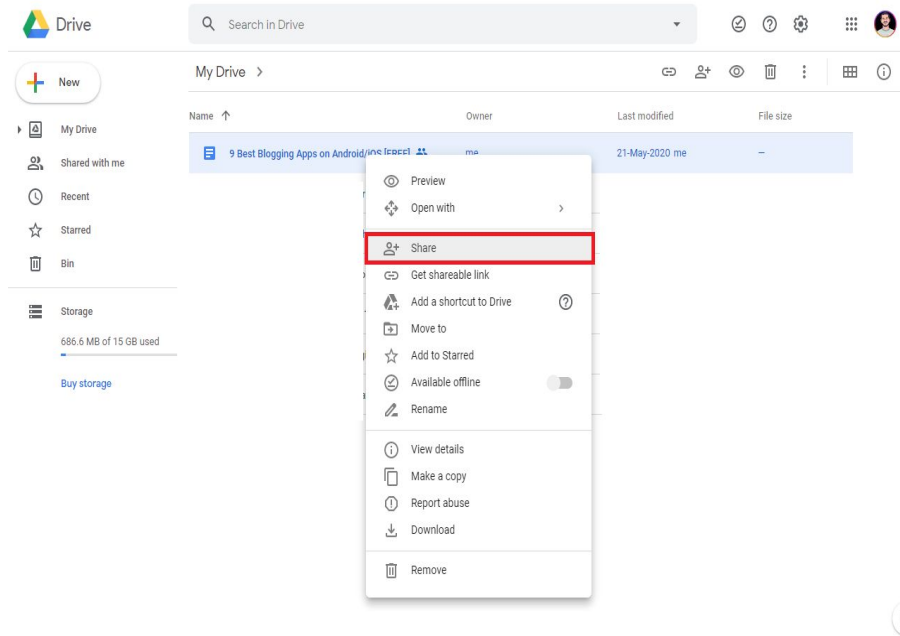 Drive
Search in Drive
New
My Drive
Shared with me
Recent
Starred
Bin
Storage
686.6 MB of 15 GB used
Buy storage
My Drive >
Name Owner Last modified File size
9 Best Blogging Apps on Android/iOS [FREE] me 21-May-2020 me –
Preview
Open with
Share
Get shareable link
Add a shortcut to Drive
Move to
Add to Starred
Available offline
Rename
View details
Make a copy
Report abuse
Download
Remove